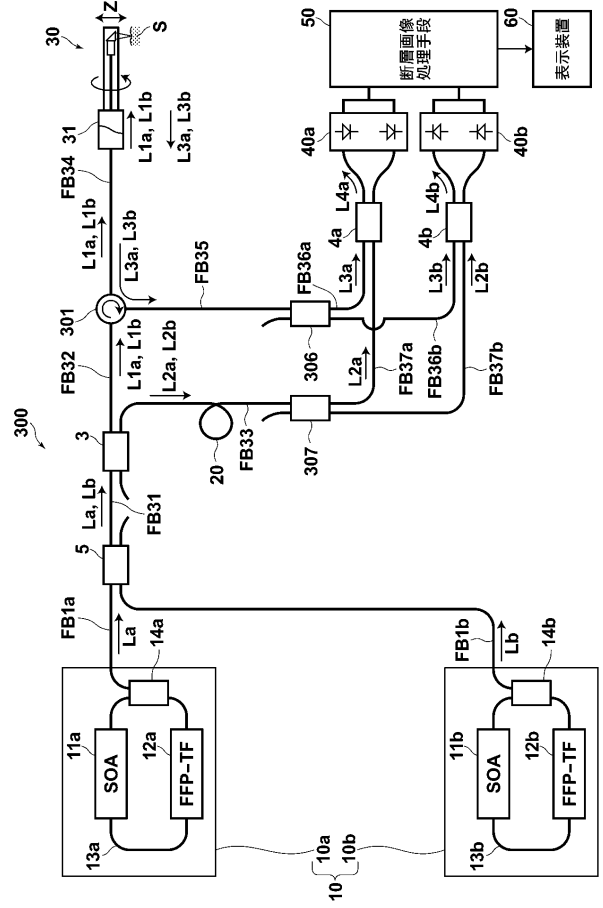 300
10
10a
10b
13a
SOA
11a
FFP-TF
12a
14a
FB1a
La
13b
SOA
11b
FFP-TF
12b
14b
FB1b
Lb
5
La, Lb
FB31
3
FB32
L1a, L1b
L2a, L2b
20
FB33
307
L2a
FB37a
FB37b
L2b
301
L1a, L1b
L3a, L3b
FB34
FB35
306
FB36a
FB36b
L3a
L3b
4a
4b
L4a
L4b
31
L1a, L1b
L3a, L3b
30
Z
S
40a
40b
50
断層画像
処理手段
60
表示装置